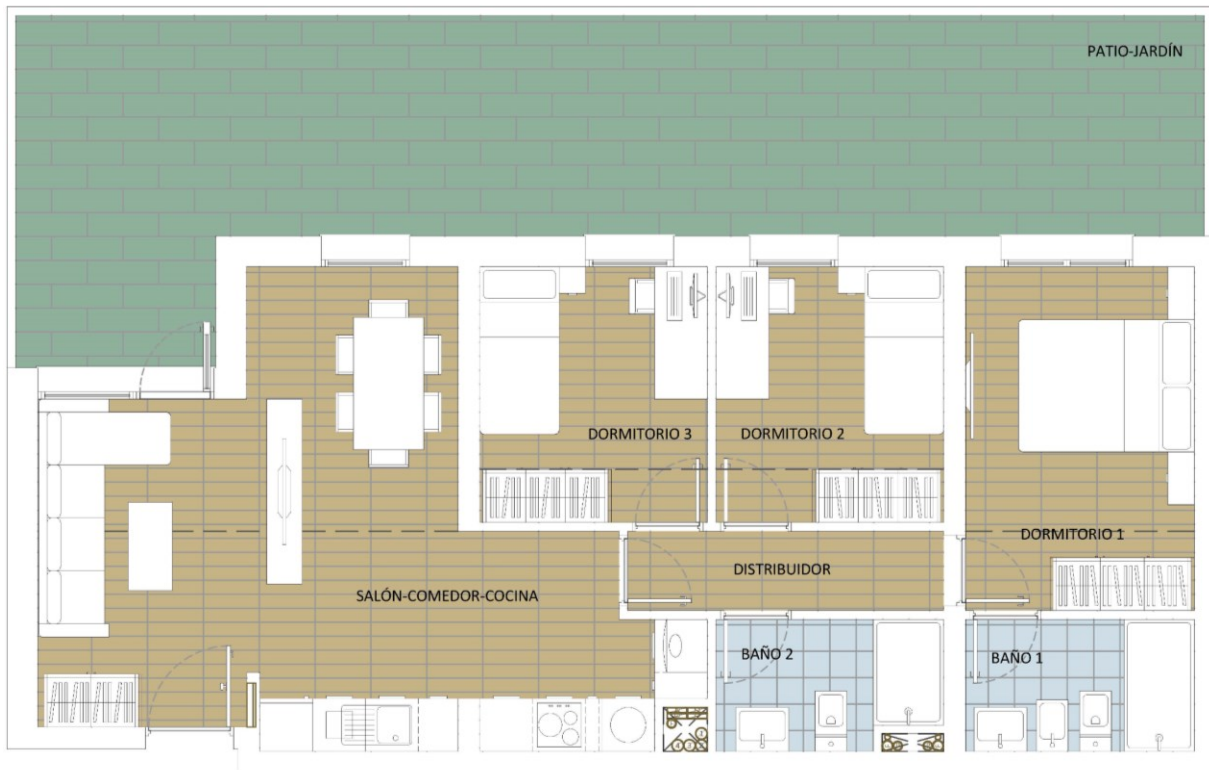 PATIO-JARDÍN
DORMITORIO 3
DORMITORIO 2
DORMITORIO 1
DISTRIBUIDOR
SALÓN-COMEDOR-COCINA
BAÑO 2
BAÑO 1